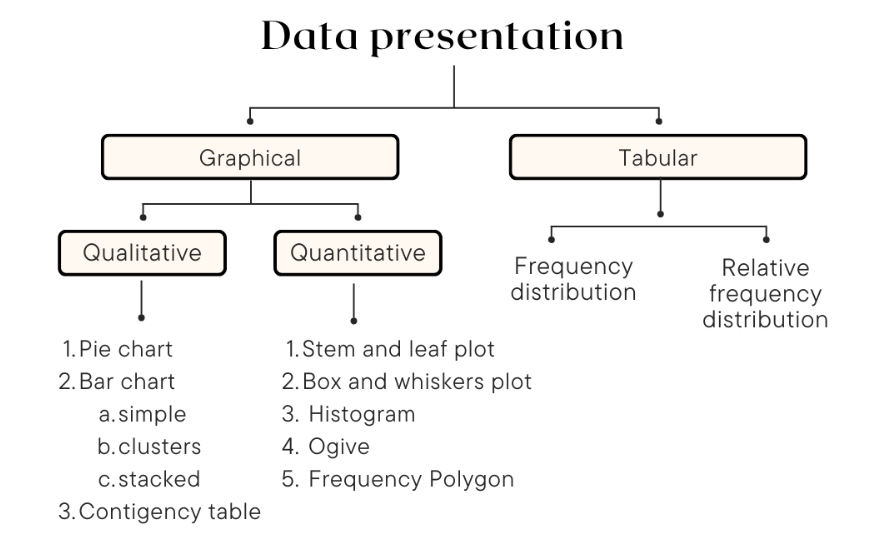 Data presentation
Graphical
Tabular
Qualitative
Quantitative
Frequency
distribution
Relative
frequency
distribution
1. Pie chart
2. Bar chart
a. simple
b. clusters
c. stacked
3. Contigency table
1. Stem and leaf plot
2. Box and whiskers plot
3. Histogram
4. Ogive
5. Frequency Polygon